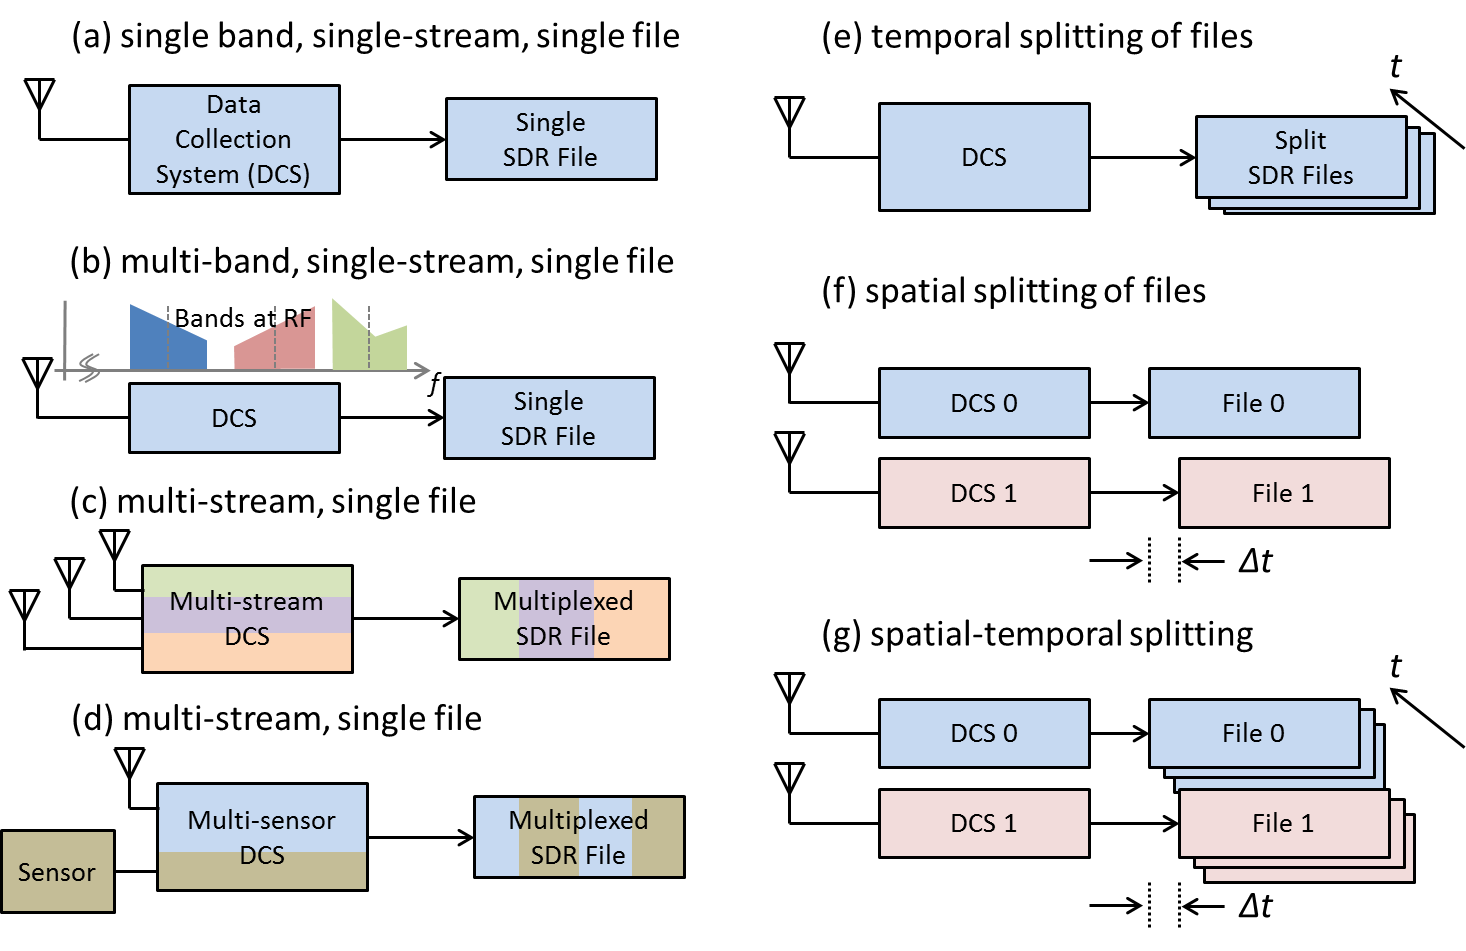 (a) single band, single-stream, single file
Data
Collection
System (DCS)
Single
SDR File
(b) multi-band, single-stream, single file
Bands at RF
f
DCS
Single
SDR File
(c) multi-stream, single file
Multi-stream
DCS
Multiplexed
SDR File
(d) multi-stream, single file
Multi-sensor
DCS
Sensor
Multiplexed
SDR File
(e) temporal splitting of files
t
DCS
Split
SDR Files
(f) spatial splitting of files
DCS 0
File 0
DCS 1
File 1
Δt
(g) spatial-temporal splitting
t
DCS 0
File 0
DCS 1
File 1
Δt